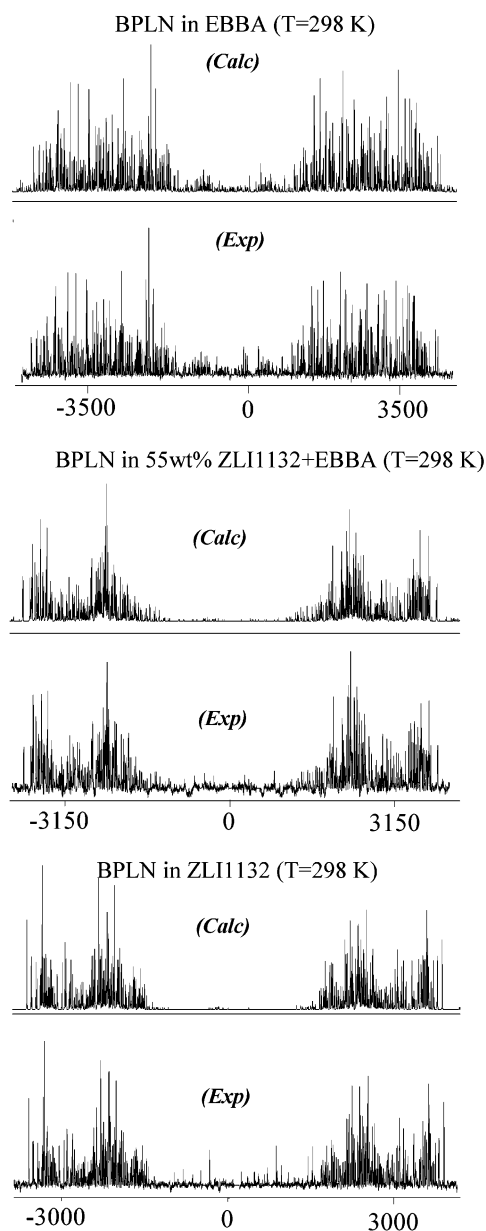 BPLN in EBBA (T=298 K)
(Calc)
(Exp)
-3500 0 3500
BPLN in 55wt% ZLI1132+EBBA (T=298 K)
(Calc)
(Exp)
-3150 0 3150
BPLN in ZLI1132 (T=298 K)
(Calc)
(Exp)
-3000 0 3000